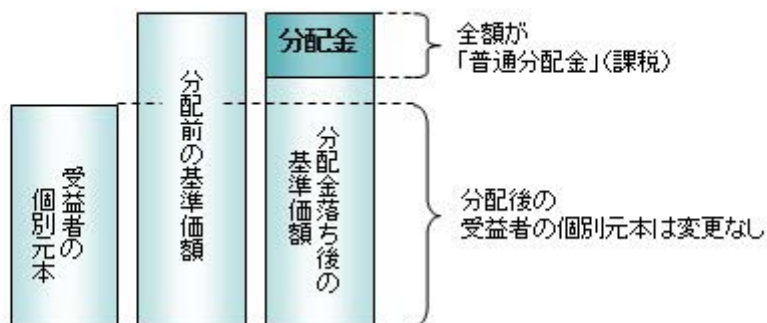 受益者の
個別元本
分配前の基準価額
分配金
分配金落ち後の
基準価額
全額が
「普通分配金」(課税)
分配後の
受益者の個別元本は変更なし